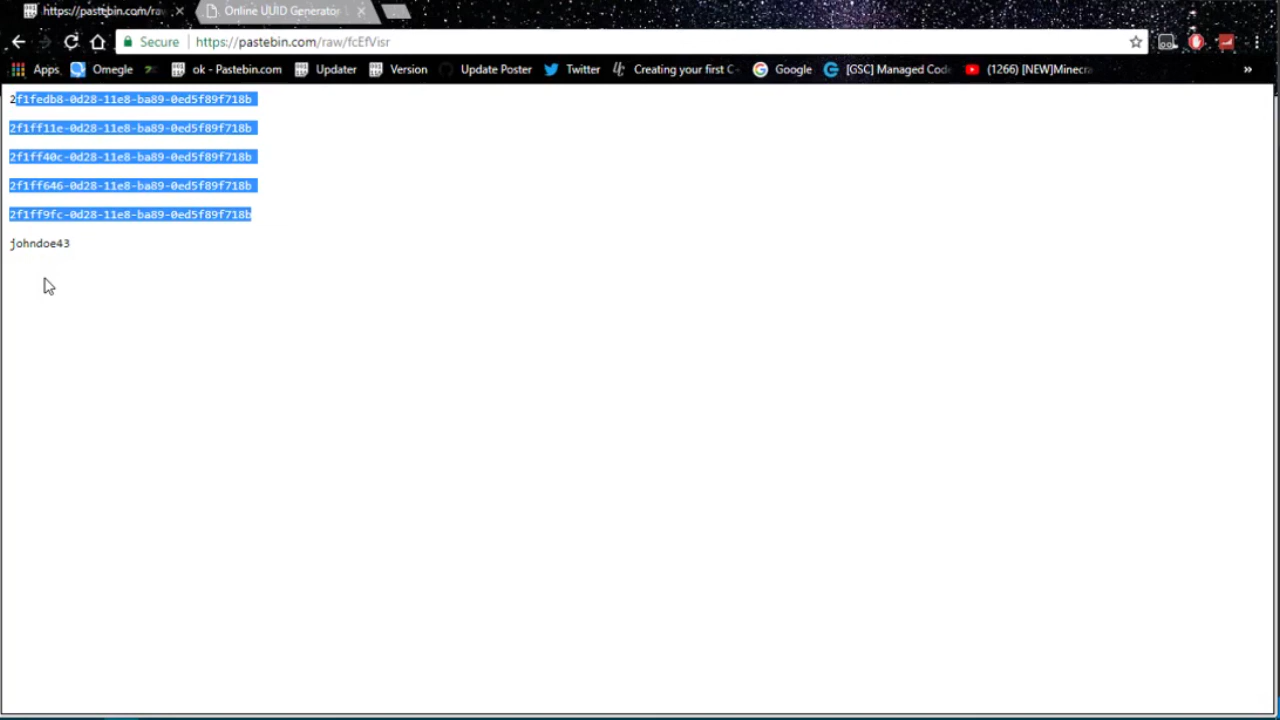 https://pastebin.com/ra
Online UUID Generator
Secure https://pastebin.com/raw/fcEfVisr
Apps Omegle ok - Pastebin.com Updater Version Update Poster Twitter Creating your first C Google [GSC] Managed Cod (1266) [NEW]Minecra »
2f1fedb8-0d28-11e8-ba89-0ed5f89f718b
2f1ff11e-0d28-11e8-ba89-0ed5f89f718b
2f1ff40c-0d28-11e8-ba89-0ed5f89f718b
2f1ff646-0d28-11e8-ba89-0ed5f89f718b
2f1ff9fc-0d28-11e8-ba89-0ed5f89f718b
johndoe43